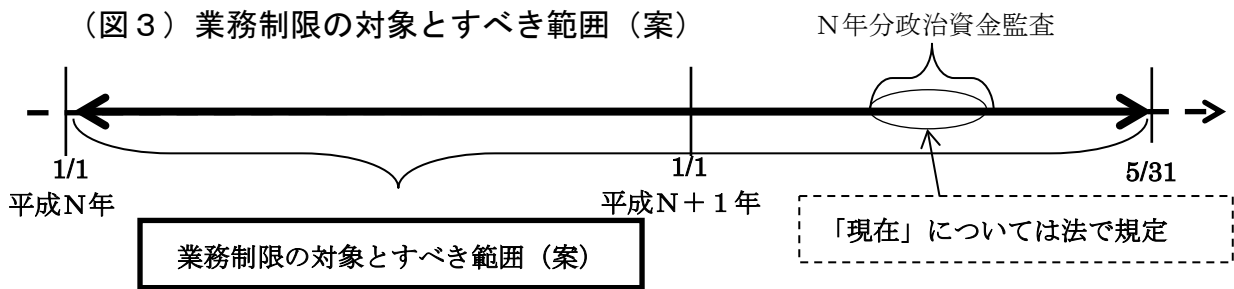 （図３）業務制限の対象とすべき範囲（案）
Ｎ年分政治資金監査
1/1
平成Ｎ年
1/1
平成Ｎ＋１年
5/31
「現在」については法で規定
業務制限の対象とすべき範囲（案）